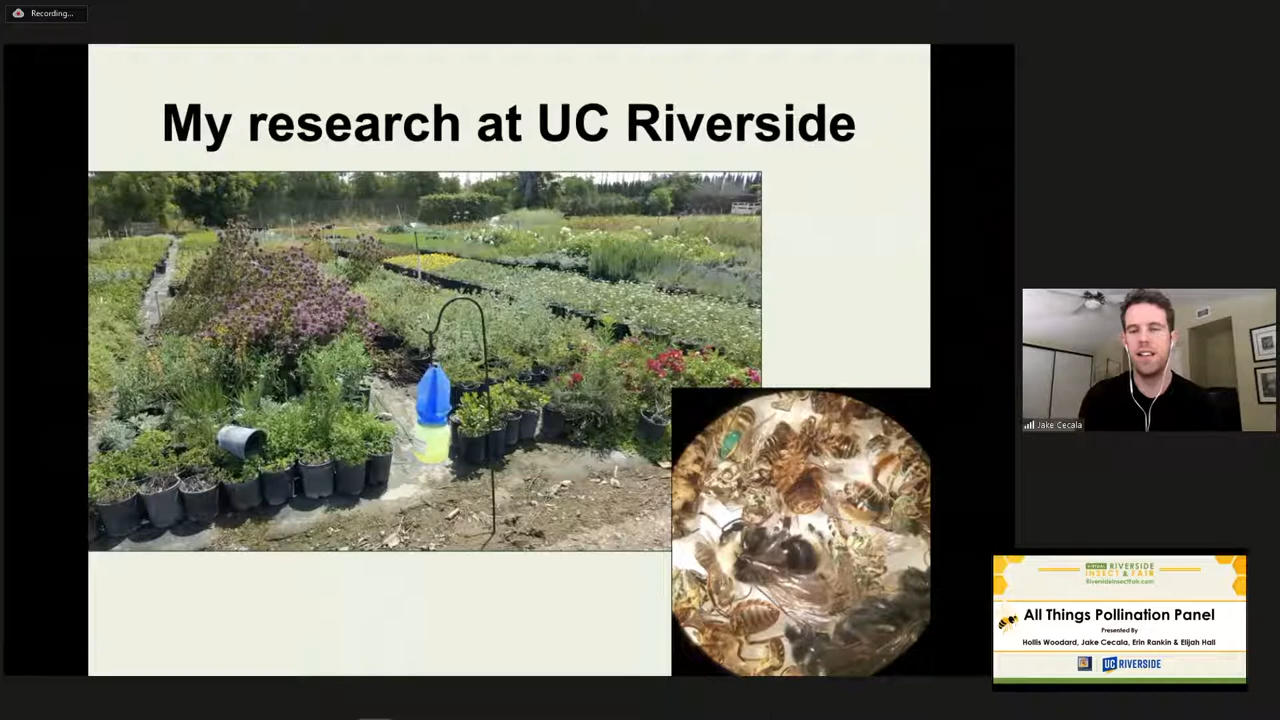 Recording...
My research at UC Riverside
Jake Cecala
VIRTUAL RIVERSIDE
INSECT FAIR
RiversideInsectFair.com
All Things Pollination Panel
Presented By
Hollis Woodard, Jake Cecala, Erin Rankin & Elijah Hall
UC RIVERSIDE